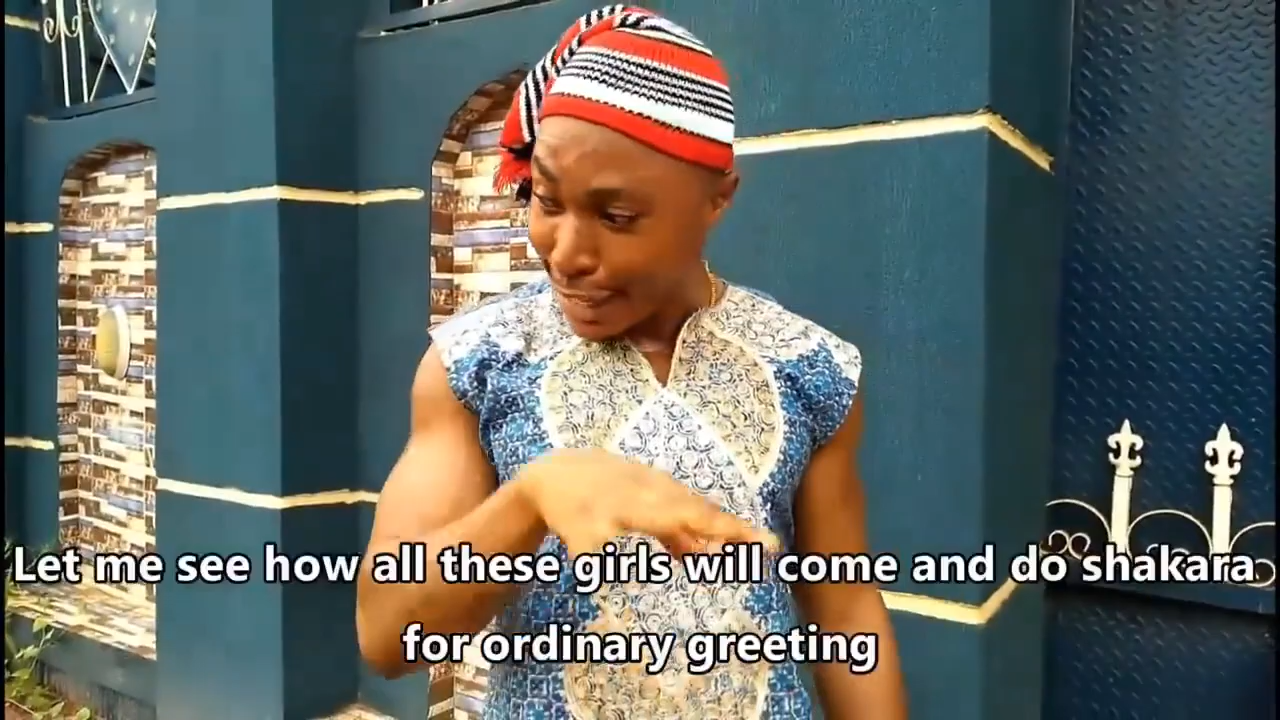 Let me see how all these girls will come and do shakara
for ordinary greeting